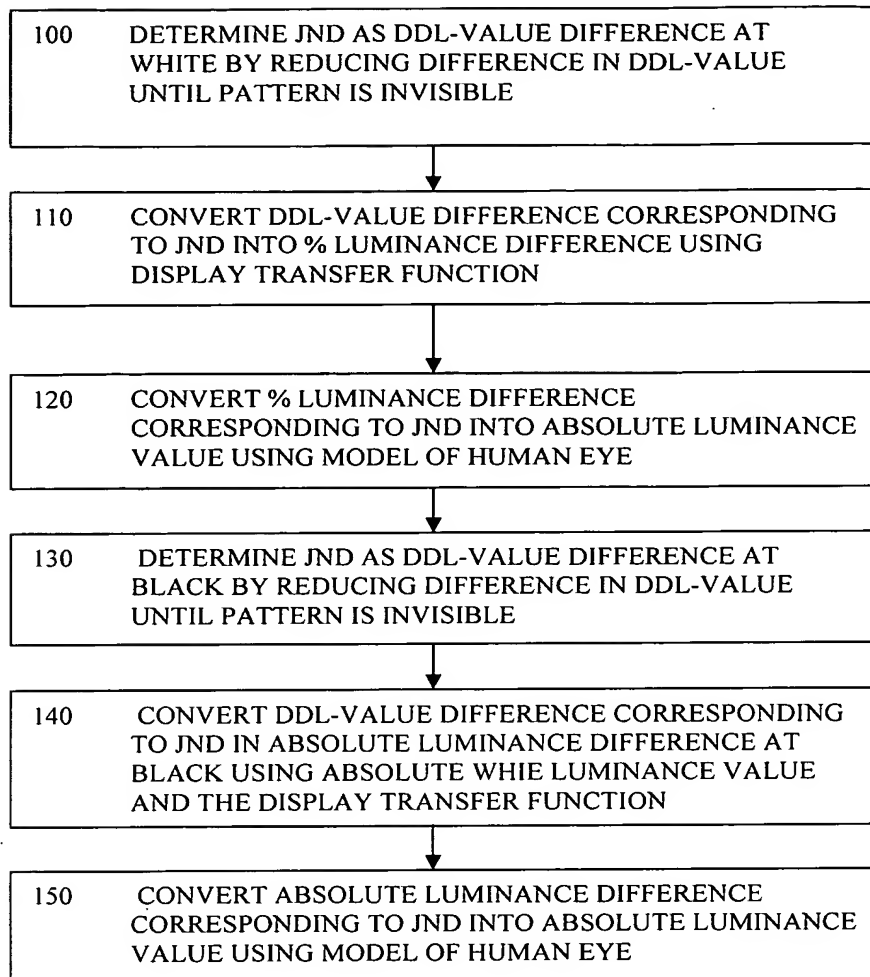 100 DETERMINE JND AS DDL-VALUE DIFFERENCE AT
WHITE BY REDUCING DIFFERENCE IN DDL-VALUE
UNTIL PATTERN IS INVISIBLE
110 CONVERT DDL-VALUE DIFFERENCE CORRESPONDING
TO JND INTO % LUMINANCE DIFFERENCE USING
DISPLAY TRANSFER FUNCTION
120 CONVERT % LUMINANCE DIFFERENCE
CORRESPONDING TO JND INTO ABSOLUTE LUMINANCE
VALUE USING MODEL OF HUMAN EYE
130 DETERMINE JND AS DDL-VALUE DIFFERENCE AT
BLACK BY REDUCING DIFFERENCE IN DDL-VALUE
UNTIL PATTERN IS INVISIBLE
140 CONVERT DDL-VALUE DIFFERENCE CORRESPONDING
TO JND IN ABSOLUTE LUMINANCE DIFFERENCE AT
BLACK USING ABSOLUTE WHIE LUMINANCE VALUE
AND THE DISPLAY TRANSFER FUNCTION
150 CONVERT ABSOLUTE LUMINANCE DIFFERENCE
CORRESPONDING TO JND INTO ABSOLUTE LUMINANCE
VALUE USING MODEL OF HUMAN EYE